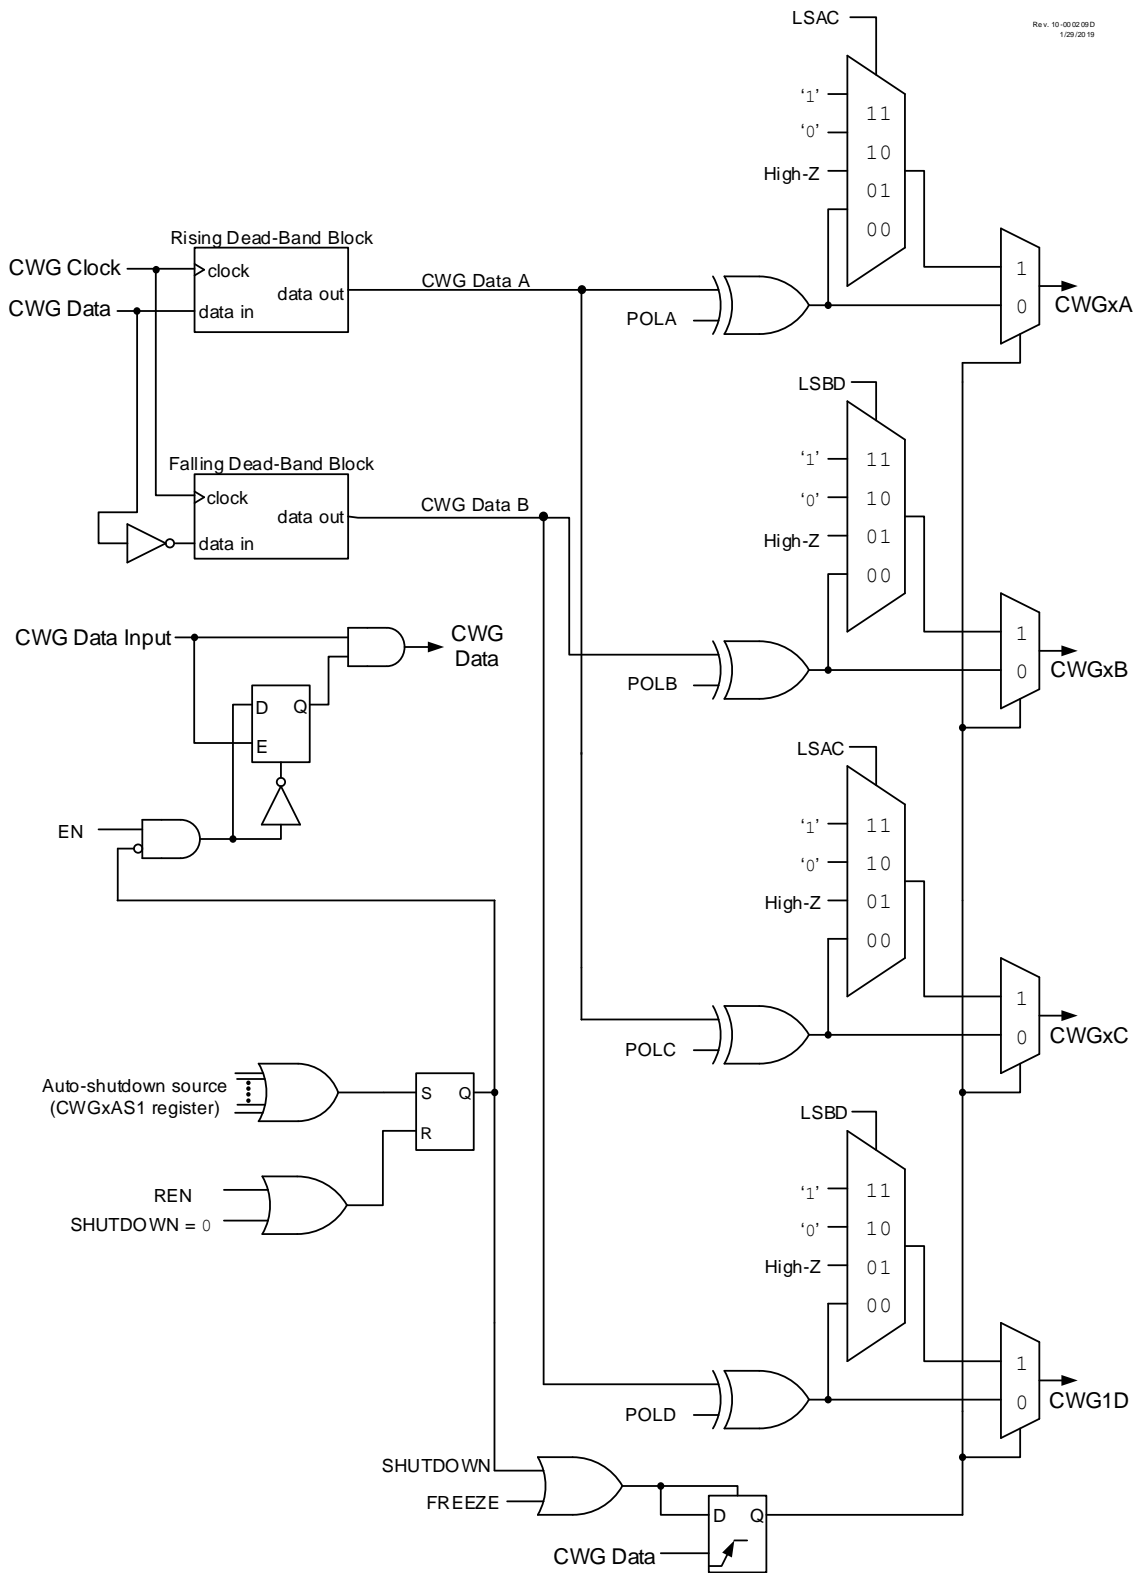 LSAC
Rev. 10-000209D
1/29/2019
‘1’
11
‘0’
10
High-Z
01
00
Rising Dead-Band Block
CWG Clock
clock
CWG Data A
data out
1
CWG Data
data in
POLA
0
CWGxA
LSBD
‘1’
11
Falling Dead-Band Block
clock
‘0’
10
CWG Data B
data out
High-Z
01
data in
00
CWG Data Input
CWG
Data
1
POLB
0
CWGxB
D
Q
E
LSAC
EN
‘1’
11
‘0’
10
High-Z
01
00
1
POLC
0
CWGxC
Auto-shutdown source
(CWGxAS1 register)
S
Q
R
LSBD
REN
‘1’
11
SHUTDOWN = 0
‘0’
10
High-Z
01
00
1
POLD
0
CWG1D
SHUTDOWN
FREEZE
D
Q
CWG Data